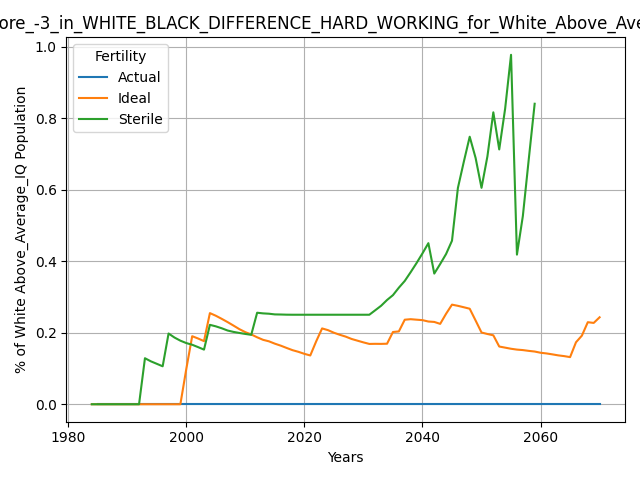 ore_-3_in_WHITE_BLACK_DIFFERENCE_HARD_WORKING_for_White_Above_Ave
Fertility
Actual
Ideal
Sterile
% of White Above_Average_IQ Population
1.0
0.8
0.6
0.4
0.2
0.0
1980
2000
2020
2040
2060
Years